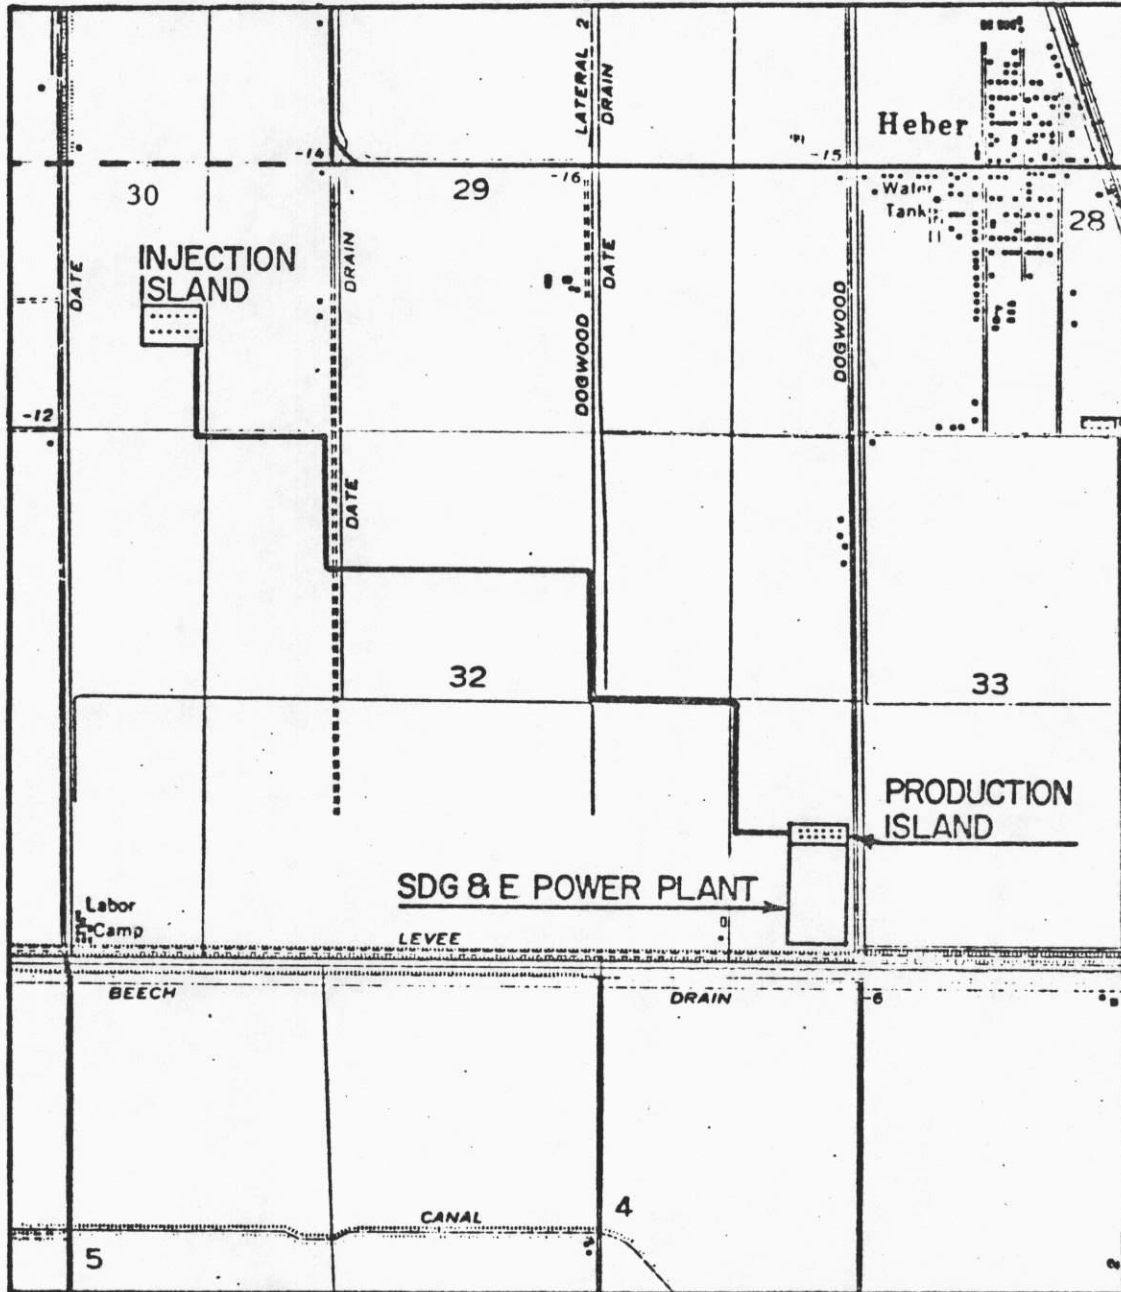 LATERAL 2
DRAIN
Heber
-14
-15
30
29
-16
Water
Tank
28
INJECTION
ISLAND
DATE
DRAIN
DATE
DOGWOOD
DOGWOOD
-12
DATE
32
33
PRODUCTION
ISLAND
SDG & E POWER PLANT
Labor
Camp
LEVEE
BEECH
DRAIN
-6
CANAL
4
5